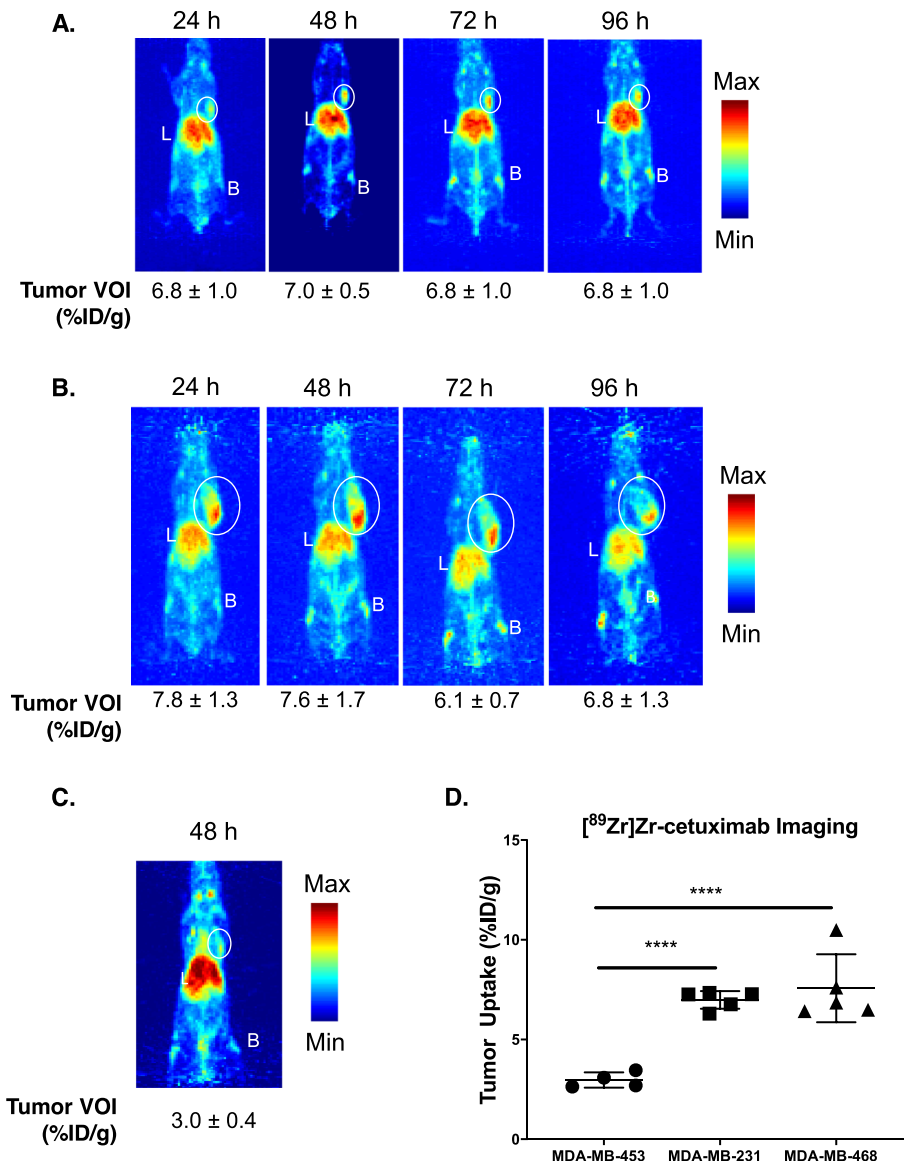 A.
24 h 48 h 72 h 96 h
L B L B L B L B
Max
Min
Tumor VOI 6.8 ± 1.0 7.0 ± 0.5 6.8 ± 1.0 6.8 ± 1.0
(%ID/g)
B.
24 h 48 h 72 h 96 h
L B L B L B L B
Max
Min
Tumor VOI 7.8 ± 1.3 7.6 ± 1.7 6.1 ± 0.7 6.8 ± 1.3
(%ID/g)
C.
48 h
L B
Max
Min
Tumor VOI 3.0 ± 0.4
(%ID/g)
D.
[⁸⁹Zr]Zr-cetuximab Imaging
Tumor Uptake (%ID/g)
15
10
5
0
****
****
MDA-MB-453 MDA-MB-231 MDA-MB-468